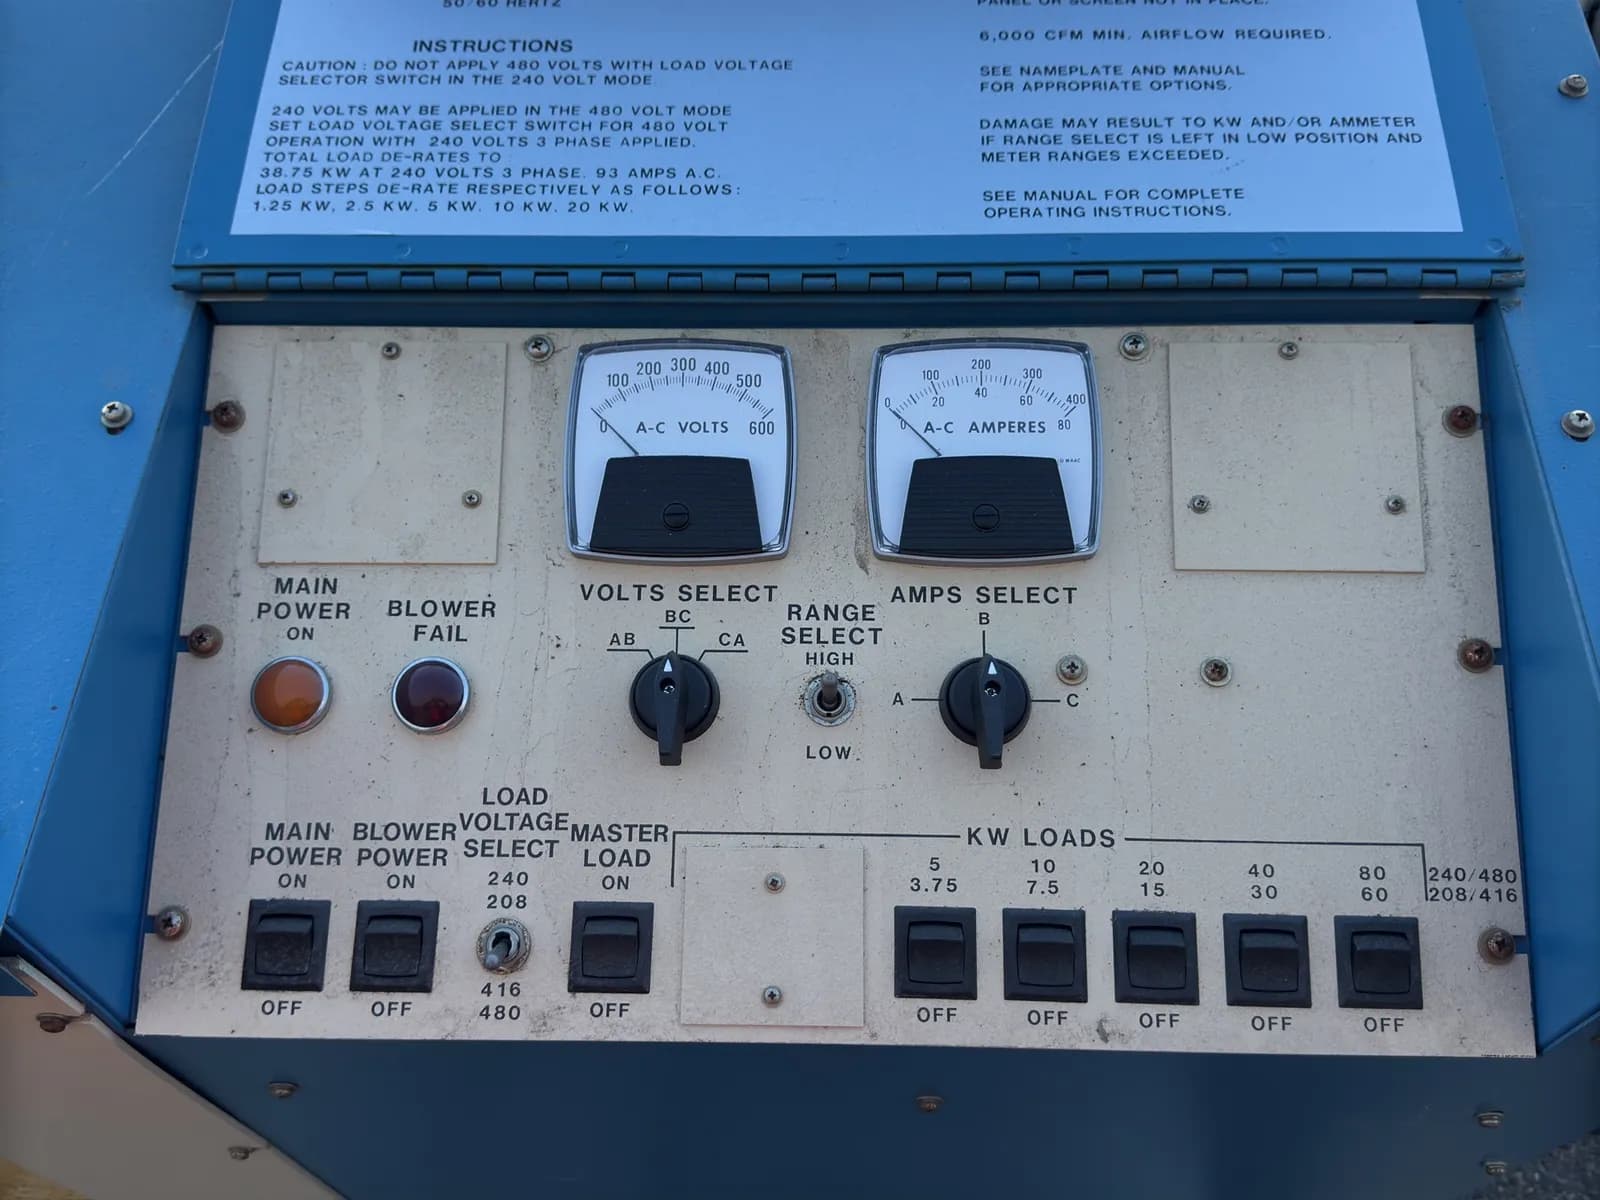 50/60 HERTZ
INSTRUCTIONS
CAUTION : DO NOT APPLY 480 VOLTS WITH LOAD VOLTAGE
SELECTOR SWITCH IN THE 240 VOLT MODE.
240 VOLTS MAY BE APPLIED IN THE 480 VOLT MODE
SET LOAD VOLTAGE SELECT SWITCH FOR 480 VOLT
OPERATION WITH 240 VOLTS 3 PHASE APPLIED.
TOTAL LOAD DE-RATES TO
38.75 KW AT 240 VOLTS 3 PHASE. 93 AMPS A.C.
LOAD STEPS DE-RATE RESPECTIVELY AS FOLLOWS:
1.25 KW, 2.5 KW. 5 KW. 10 KW. 20 KW.
PANEL OR SCREEN NOT IN PLACE.
6,000 CFM MIN. AIRFLOW REQUIRED.
SEE NAMEPLATE AND MANUAL
FOR APPROPRIATE OPTIONS.
DAMAGE MAY RESULT TO KW AND/OR AMMETER
IF RANGE SELECT IS LEFT IN LOW POSITION AND
METER RANGES EXCEEDED.
SEE MANUAL FOR COMPLETE
OPERATING INSTRUCTIONS.
0 100 200 300 400 500 600
A-C VOLTS
0 100 200 300 400
0 20 40 60 80
A-C AMPERES
MAIN
POWER
ON
BLOWER
FAIL
VOLTS SELECT
AB BC CA
RANGE
SELECT
HIGH
LOW
AMPS SELECT
B
A C
MAIN
POWER
ON
OFF
BLOWER
POWER
ON
OFF
LOAD
VOLTAGE
SELECT
240
208
416
480
MASTER
LOAD
ON
OFF
KW LOADS
5 10 20 40 80 240/480
3.75 7.5 15 30 60 208/416
OFF OFF OFF OFF OFF